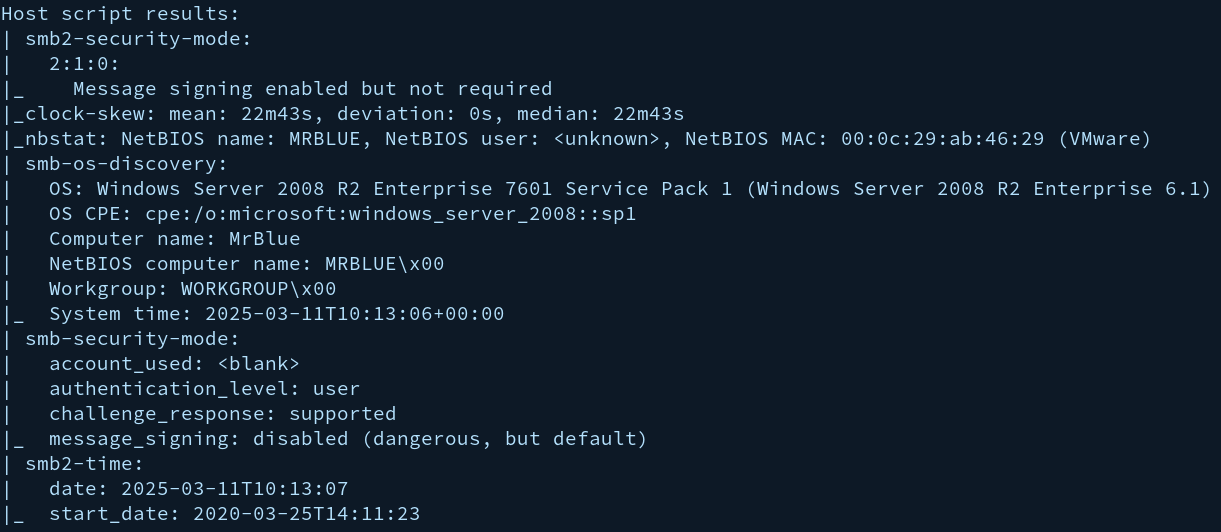 Host script results:
| smb2-security-mode:
|   2:1:0:
|_    Message signing enabled but not required
|_clock-skew: mean: 22m43s, deviation: 0s, median: 22m43s
|_nbstat: NetBIOS name: MRBLUE, NetBIOS user: <unknown>, NetBIOS MAC: 00:0c:29:ab:46:29 (VMware)
| smb-os-discovery:
|   OS: Windows Server 2008 R2 Enterprise 7601 Service Pack 1 (Windows Server 2008 R2 Enterprise 6.1)
|   OS CPE: cpe:/o:microsoft:windows_server_2008::sp1
|   Computer name: MrBlue
|   NetBIOS computer name: MRBLUE\x00
|   Workgroup: WORKGROUP\x00
|_  System time: 2025-03-11T10:13:06+00:00
| smb-security-mode:
|   account_used: <blank>
|   authentication_level: user
|   challenge_response: supported
|_  message_signing: disabled (dangerous, but default)
| smb2-time:
|   date: 2025-03-11T10:13:07
|_  start_date: 2020-03-25T14:11:23